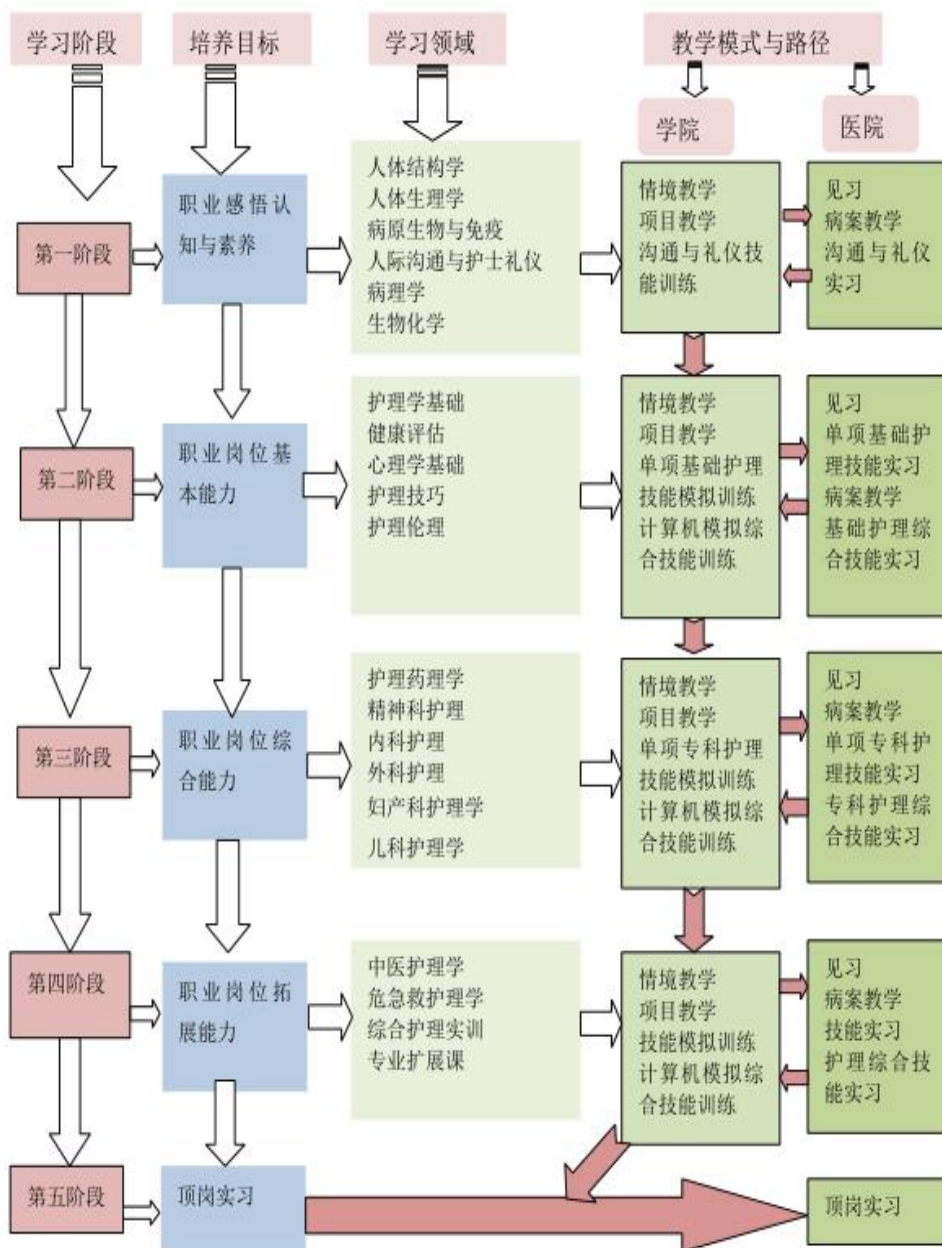 学习阶段
培养目标
学习领域
教学模式与路径
学院
医院
第一阶段
职业感悟认
知与素养
人体结构学
人体生理学
病原生物与免疫
人际沟通与护士礼仪
病理学
生物化学
情境教学
项目教学
沟通与礼仪技
能训练
见习
病案教学
沟通与礼仪
实习
第二阶段
职业岗位基
本能力
护理学基础
健康评估
心理学基础
护理技巧
护理伦理
情境教学
项目教学
单项基础护理
技能模拟训练
计算机模拟综
合技能训练
见习
单项基础护
理技能实习
病案教学
基础护理综
合技能实习
第三阶段
职业岗位综
合能力
护理药理学
精神科护理
内科护理
外科护理
妇产科护理学
儿科护理学
情境教学
项目教学
单项专科护理
技能模拟训练
计算机模拟综
合技能训练
见习
病案教学
单项专科护
理技能实习
专科护理综
合技能实习
第四阶段
职业岗位拓
展能力
中医护理学
危急救护理学
综合护理实训
专业扩展课
情境教学
项目教学
技能模拟训练
计算机模拟综
合技能训练
见习
病案教学
技能实习
护理综合技
能实习
第五阶段
顶岗实习
顶岗实习